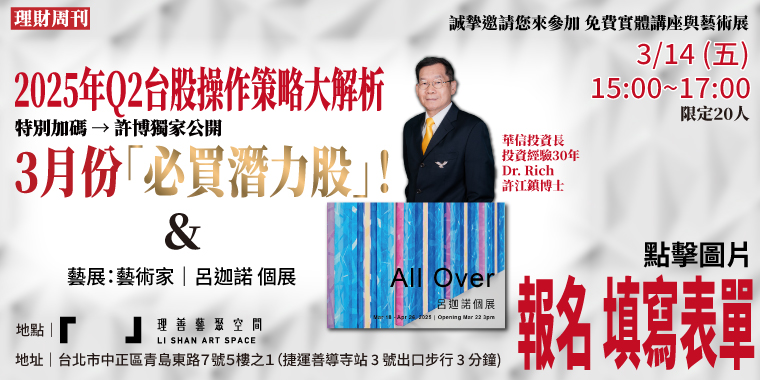 理財周刊
誠摯邀請您來參加 免費實體講座與藝術展
3/14 (五)
15:00~17:00
限定20人
2025年Q2台股操作策略大解析
特別加碼 → 許博獨家公開
3月份「必買潛力股」!
華信投資長
投資經驗30年
Dr. Rich
許江鎮博士
&
藝展:藝術家｜呂迦諾 個展
All Over
呂迦諾個展
Mar 18 - Apr 26, 2025 | Opening Mar 22 3pm
點擊圖片
報名 填寫表單
地點｜ 理善藝聚空間
LI SHAN ART SPACE
地址｜台北市中正區青島東路7號5樓之1 (捷運善導寺站 3 號出口步行 3 分鐘)